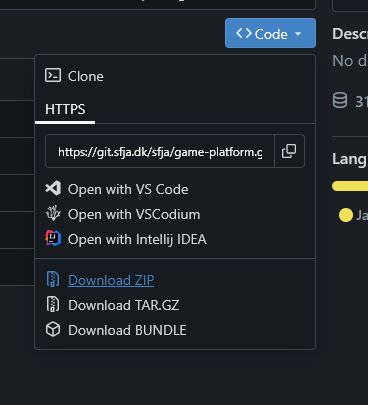 Code
Clone
HTTPS
https://git.sfja.dk/sfja/game-platform.g
Open with VS Code
Open with VSCodium
Open with Intellij IDEA
Download ZIP
Download TAR.GZ
Download BUNDLE
Descr
No d
31
Lang
Ja